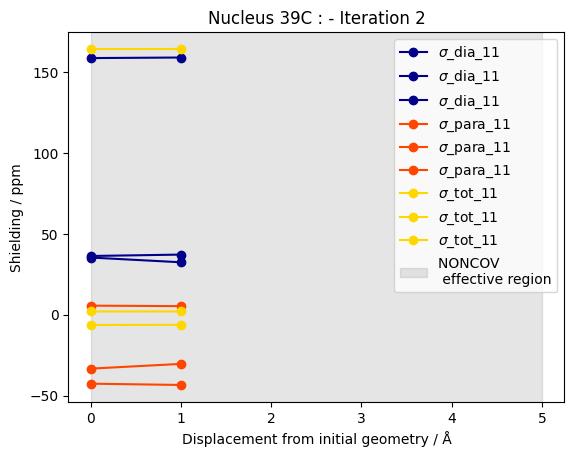 Nucleus 39C : - Iteration 2
Shielding / ppm
150
100
50
0
−50
0 1 2 3 4 5
Displacement from initial geometry / Å
σ_dia_11
σ_dia_11
σ_dia_11
σ_para_11
σ_para_11
σ_para_11
σ_tot_11
σ_tot_11
σ_tot_11
NONCOV
effective region